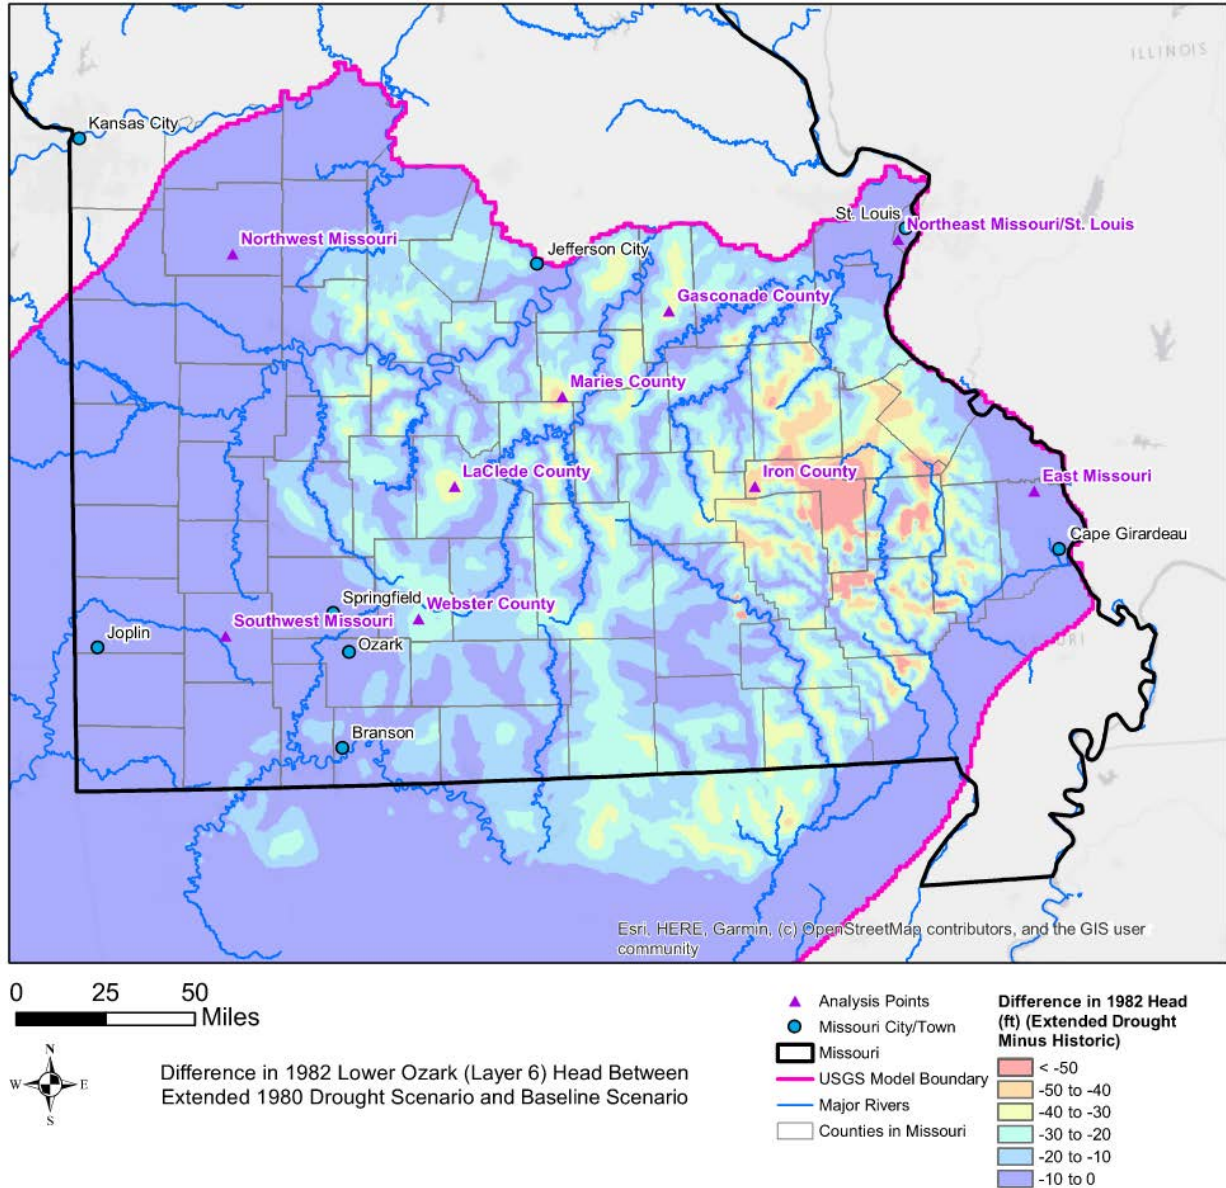 ILLINOIS
Kansas City
St. Louis
Northeast Missouri/St. Louis
Northwest Missouri
Jefferson City
Gasconade County
Maries County
LaClede County
Iron County
East Missouri
Cape Girardeau
Springfield
Webster County
Southwest Missouri
Joplin
Ozark
URI
Branson
Esri, HERE, Garmin, (c) OpenStreetMap contributors, and the GIS user
community
0 25 50
Miles
N
W E
S
Difference in 1982 Lower Ozark (Layer 6) Head Between
Extended 1980 Drought Scenario and Baseline Scenario
Analysis Points
Missouri City/Town
Missouri
USGS Model Boundary
Major Rivers
Counties in Missouri
Difference in 1982 Head
(ft) (Extended Drought
Minus Historic)
< -50
-50 to -40
-40 to -30
-30 to -20
-20 to -10
-10 to 0